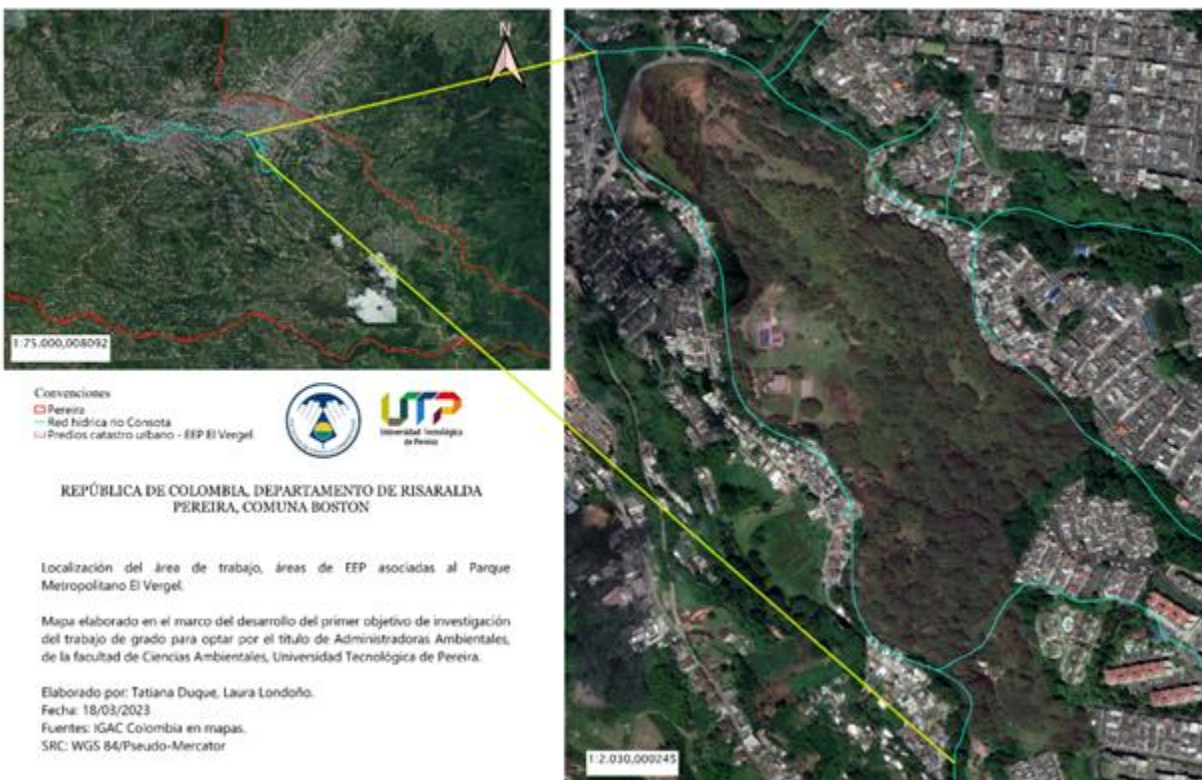 N
1:75.000,008092
Convenciones
Pereira
Red hídrica río Consota
Predios catastro urbano - EEP El Vergel
UTP
Universidad Tecnológica
de Pereira
REPÚBLICA DE COLOMBIA, DEPARTAMENTO DE RISARALDA
PEREIRA, COMUNA BOSTON
Localización del área de trabajo, áreas de EEP asociadas al Parque
Metropolitano El Vergel.
Mapa elaborado en el marco del desarrollo del primer objetivo de investigación
del trabajo de grado para optar por el título de Administradoras Ambientales,
de la facultad de Ciencias Ambientales, Universidad Tecnológica de Pereira.
Elaborado por: Tatiana Duque, Laura Londoño.
Fecha: 18/03/2023
Fuentes: IGAC Colombia en mapas.
SRC: WGS 84/Pseudo-Mercator
1:2.030,000245